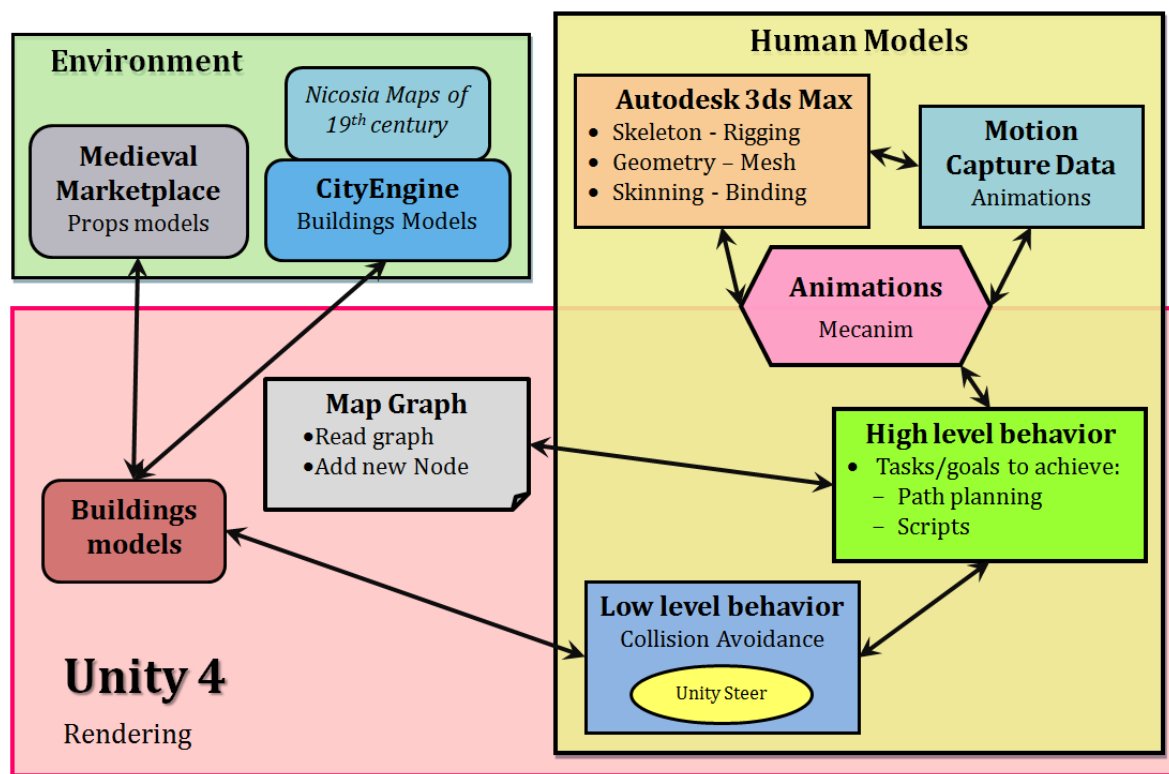 Environment
Nicosia Maps of
19th century
Medieval
Marketplace
Props models
CityEngine
Buildings Models
Human Models
Autodesk 3ds Max
• Skeleton - Rigging
• Geometry – Mesh
• Skinning - Binding
Motion
Capture Data
Animations
Animations
Mecanim
Map Graph
•Read graph
•Add new Node
High level behavior
• Tasks/goals to achieve:
– Path planning
– Scripts
Buildings
models
Low level behavior
Collision Avoidance
Unity Steer
Unity 4
Rendering